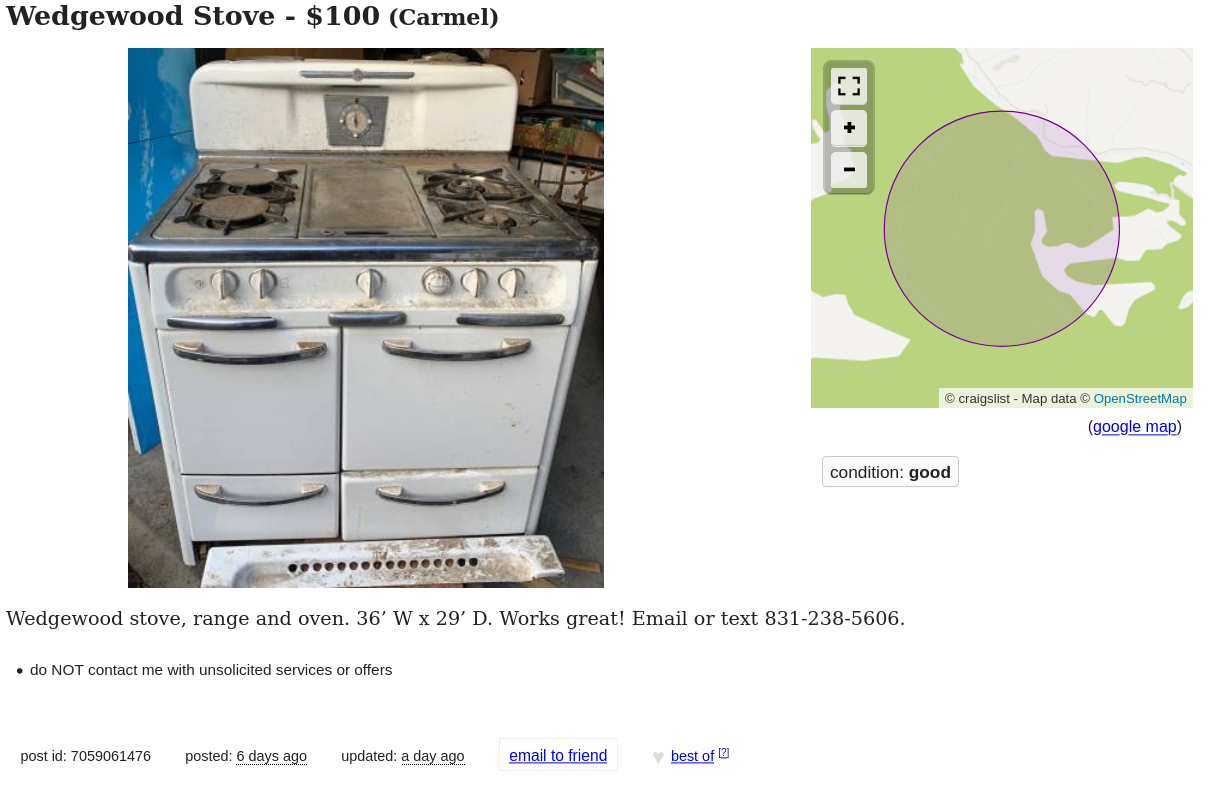 Wedgewood Stove - $100 (Carmel)
+
-
© craigslist - Map data © OpenStreetMap
(google map)
condition: good
Wedgewood stove, range and oven. 36’ W x 29’ D. Works great! Email or text 831-238-5606.
• do NOT contact me with unsolicited services or offers
post id: 7059061476 posted: 6 days ago updated: a day ago email to friend ♥ best of [?]